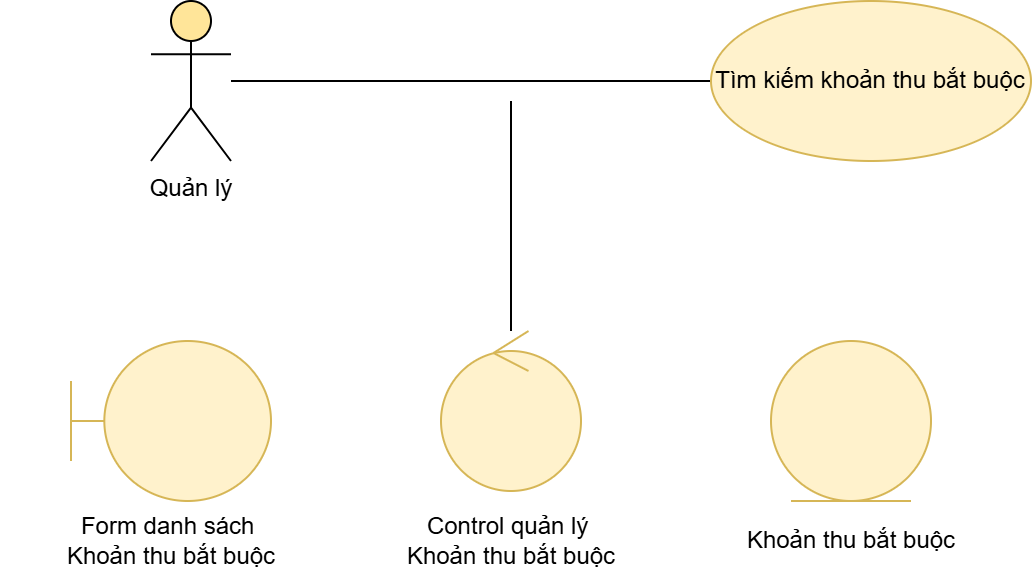 Tìm kiếm khoản thu bắt buộc
Quản lý
Form danh sách
Khoản thu bắt buộc
Control quản lý
Khoản thu bắt buộc
Khoản thu bắt buộc